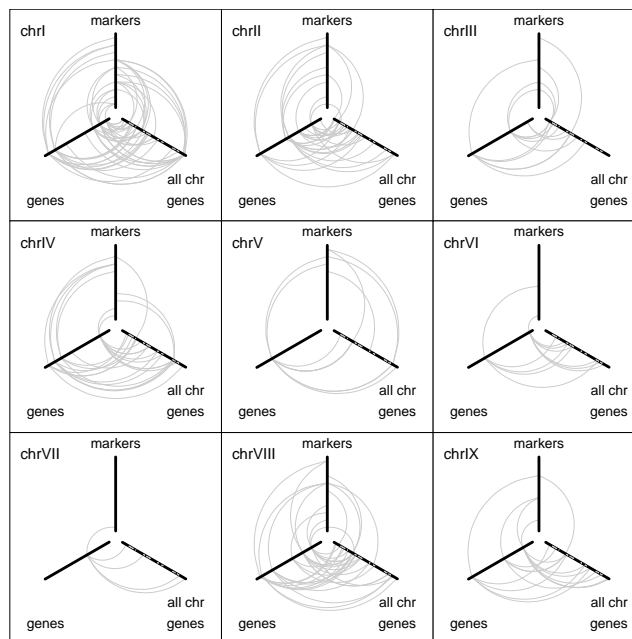 chrI
markers
genes
all chr
genes
chrII
markers
genes
all chr
genes
chrIII
markers
genes
all chr
genes
chrIV
markers
genes
all chr
genes
chrV
markers
genes
all chr
genes
chrVI
markers
genes
all chr
genes
chrVII
markers
genes
all chr
genes
chrVIII
markers
genes
all chr
genes
chrIX
markers
genes
all chr
genes